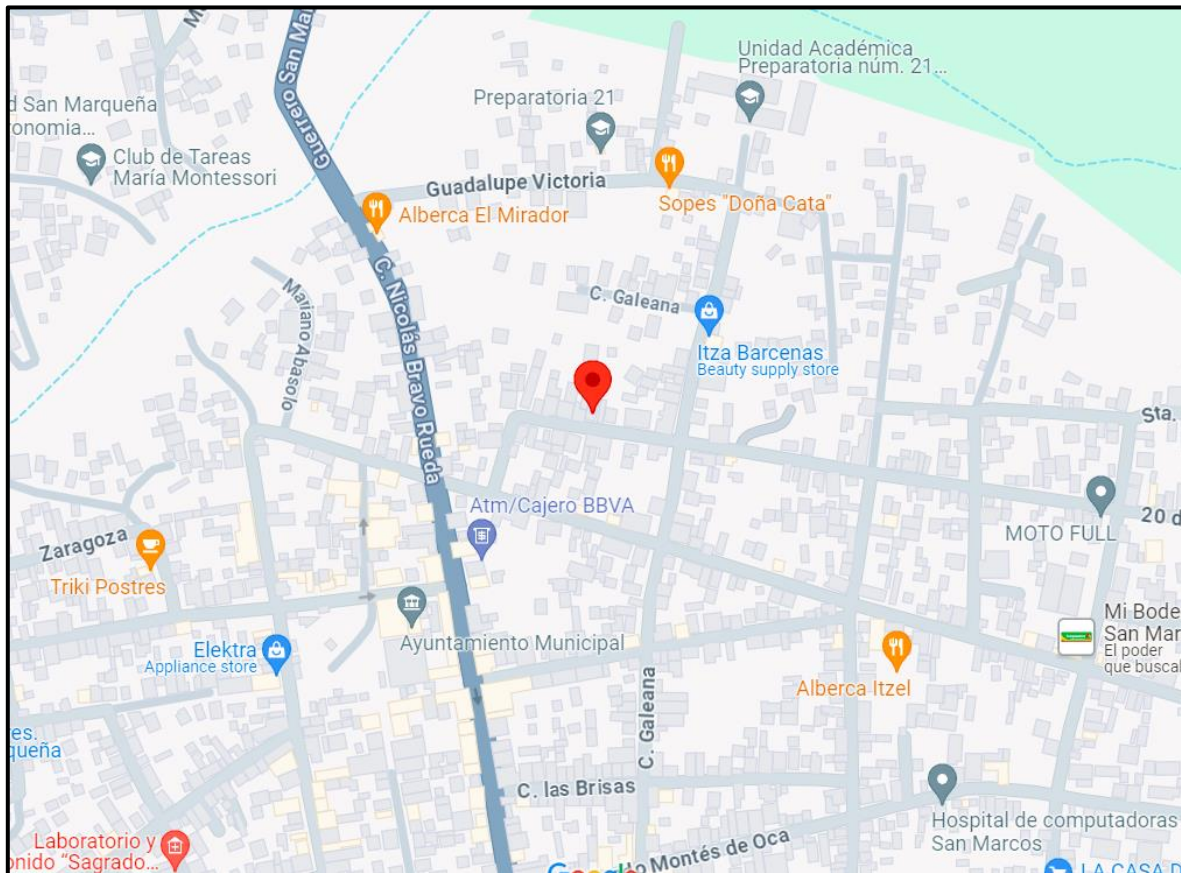 Guerrero San Ma
Unidad Académica
Preparatoria núm. 21...
Preparatoria 21
d San Marqueña
onomia...
Club de Tareas
María Montessori
Guadalupe Victoria
Sopes "Doña Cata"
Alberca El Mirador
C. Nicolás Bravo Rueda
Mariano Abasolo
C. Galeana
Itza Barcenas
Beauty supply store
Sta.
Atm/Cajero BBVA
MOTO FULL
20 d
Zaragoza
Triki Postres
Ayuntamiento Municipal
Elektra
Appliance store
Mi Bode
San Mar
El poder
que buscal
Alberca Itzel
C. Galeana
es.
queña
C. las Brisas
Hospital de computadoras
San Marcos
Laboratorio y
onido “Sagrado...
Montés de Oca
Google
LA CASA D